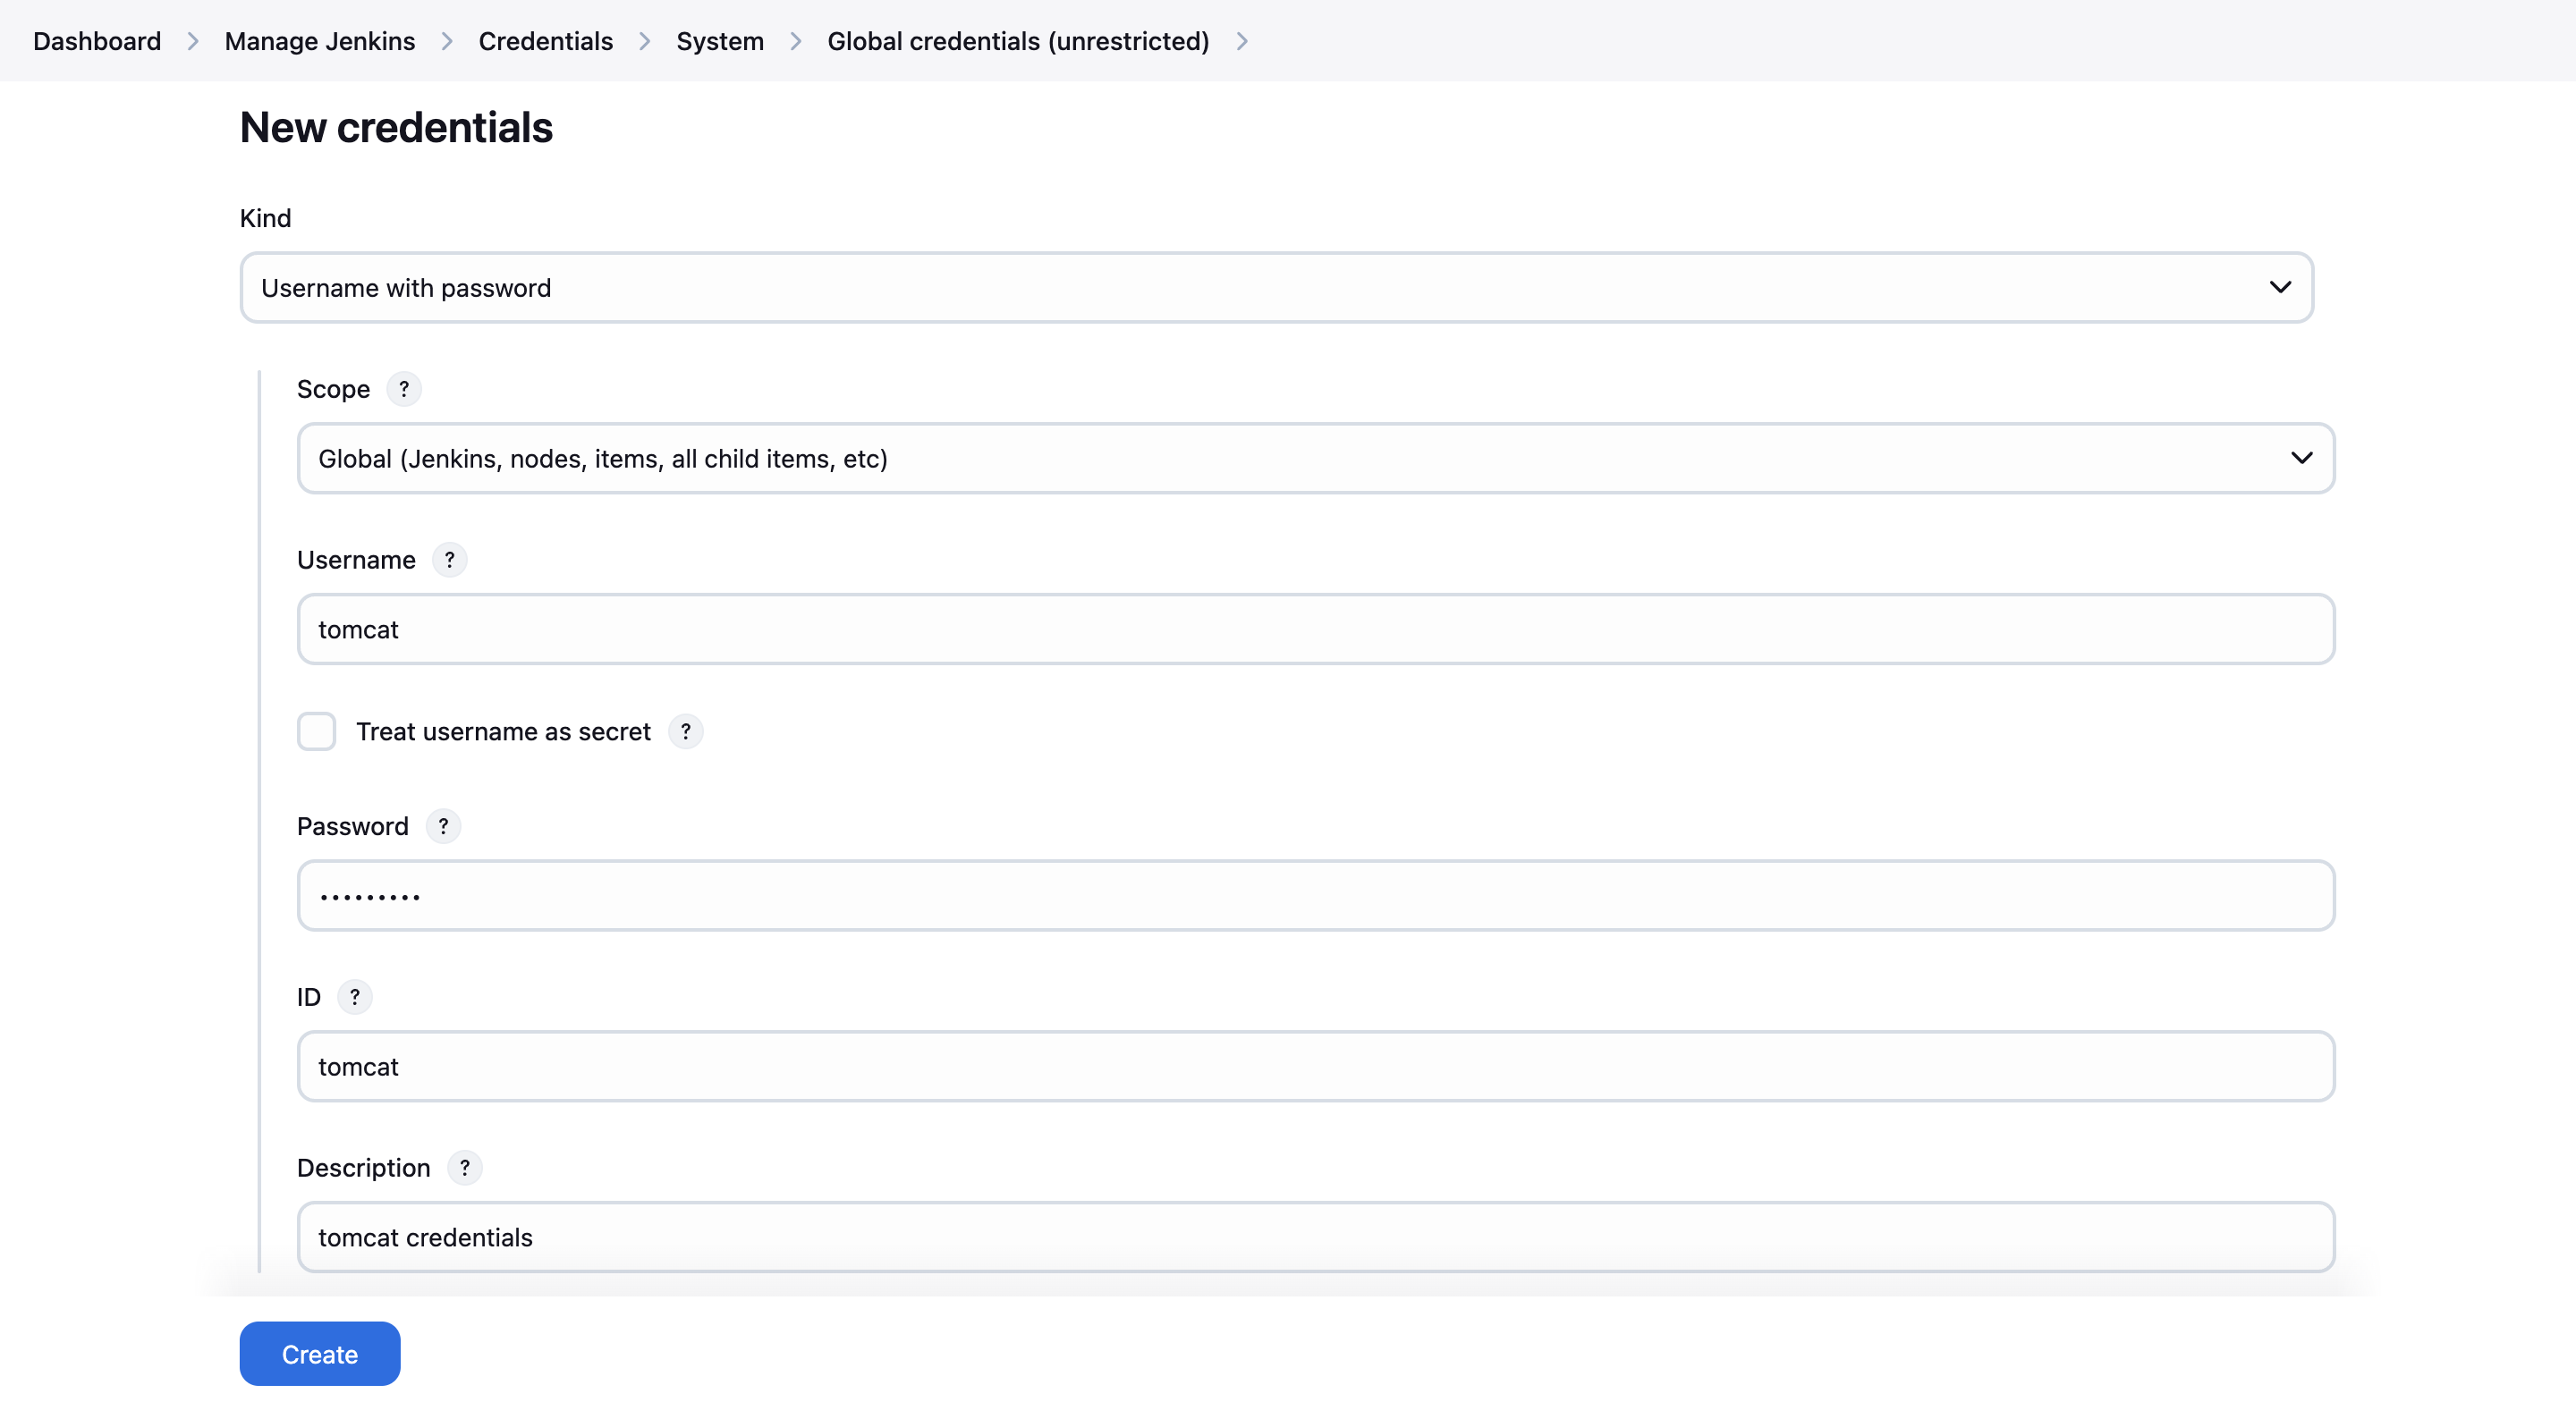 Dashboard > Manage Jenkins > Credentials > System > Global credentials (unrestricted) >
New credentials
Kind
Username with password
Scope ?
Global (Jenkins, nodes, items, all child items, etc)
Username ?
tomcat
Treat username as secret ?
Password ?
•••••••••
ID ?
tomcat
Description ?
tomcat credentials
Create